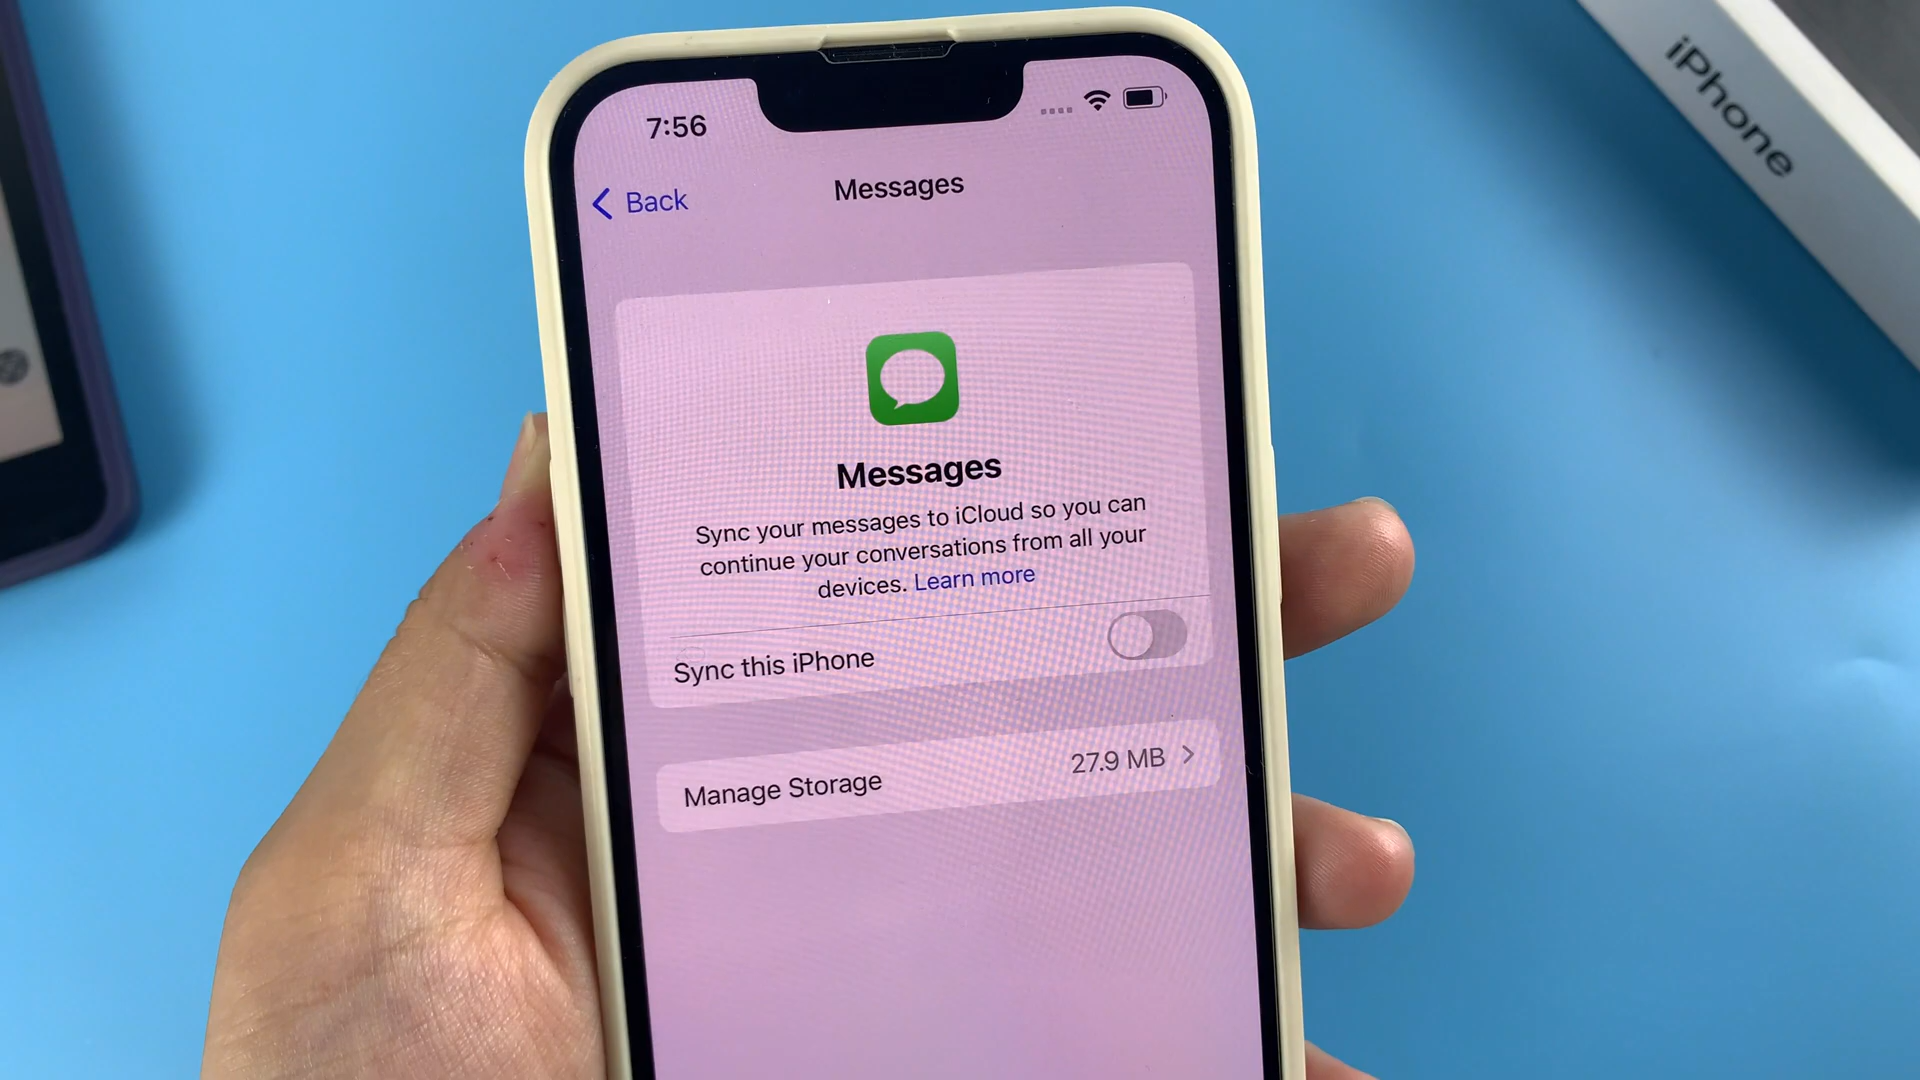 iPhone
7:56
Back
Messages
Messages
Sync your messages to iCloud so you can
continue your conversations from all your
devices. Learn more
Sync this iPhone
Manage Storage 27.9 MB